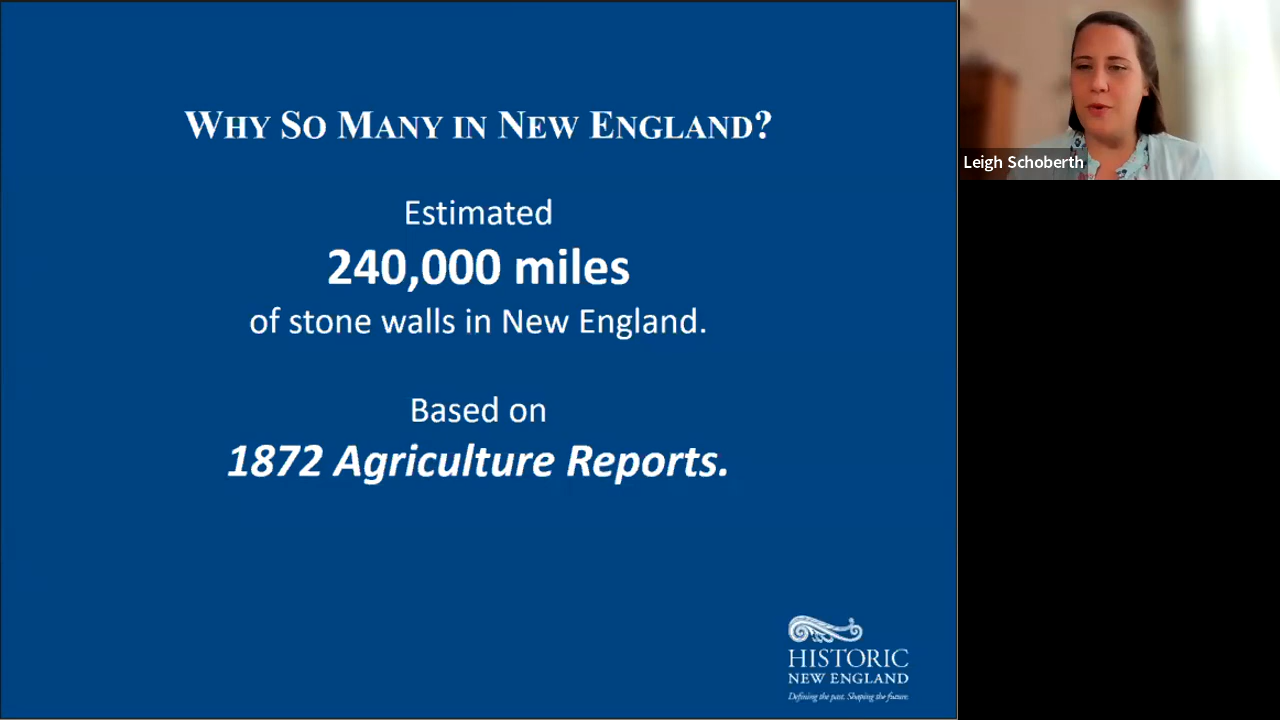 WHY SO MANY IN NEW ENGLAND?
Estimated
240,000 miles
of stone walls in New England.
Based on
1872 Agriculture Reports.
HISTORIC
NEW ENGLAND
Defining the past. Shaping the future.
Leigh Schoberth